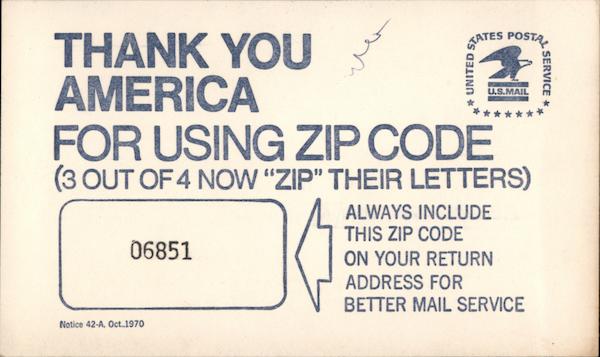 THANK YOU
AMERICA
UNITED STATES POSTAL SERVICE
U.S.MAIL
FOR USING ZIP CODE
(3 OUT OF 4 NOW “ZIP” THEIR LETTERS)
06851
ALWAYS INCLUDE
THIS ZIP CODE
ON YOUR RETURN
ADDRESS FOR
BETTER MAIL SERVICE
Notice 42-A, Oct..1970